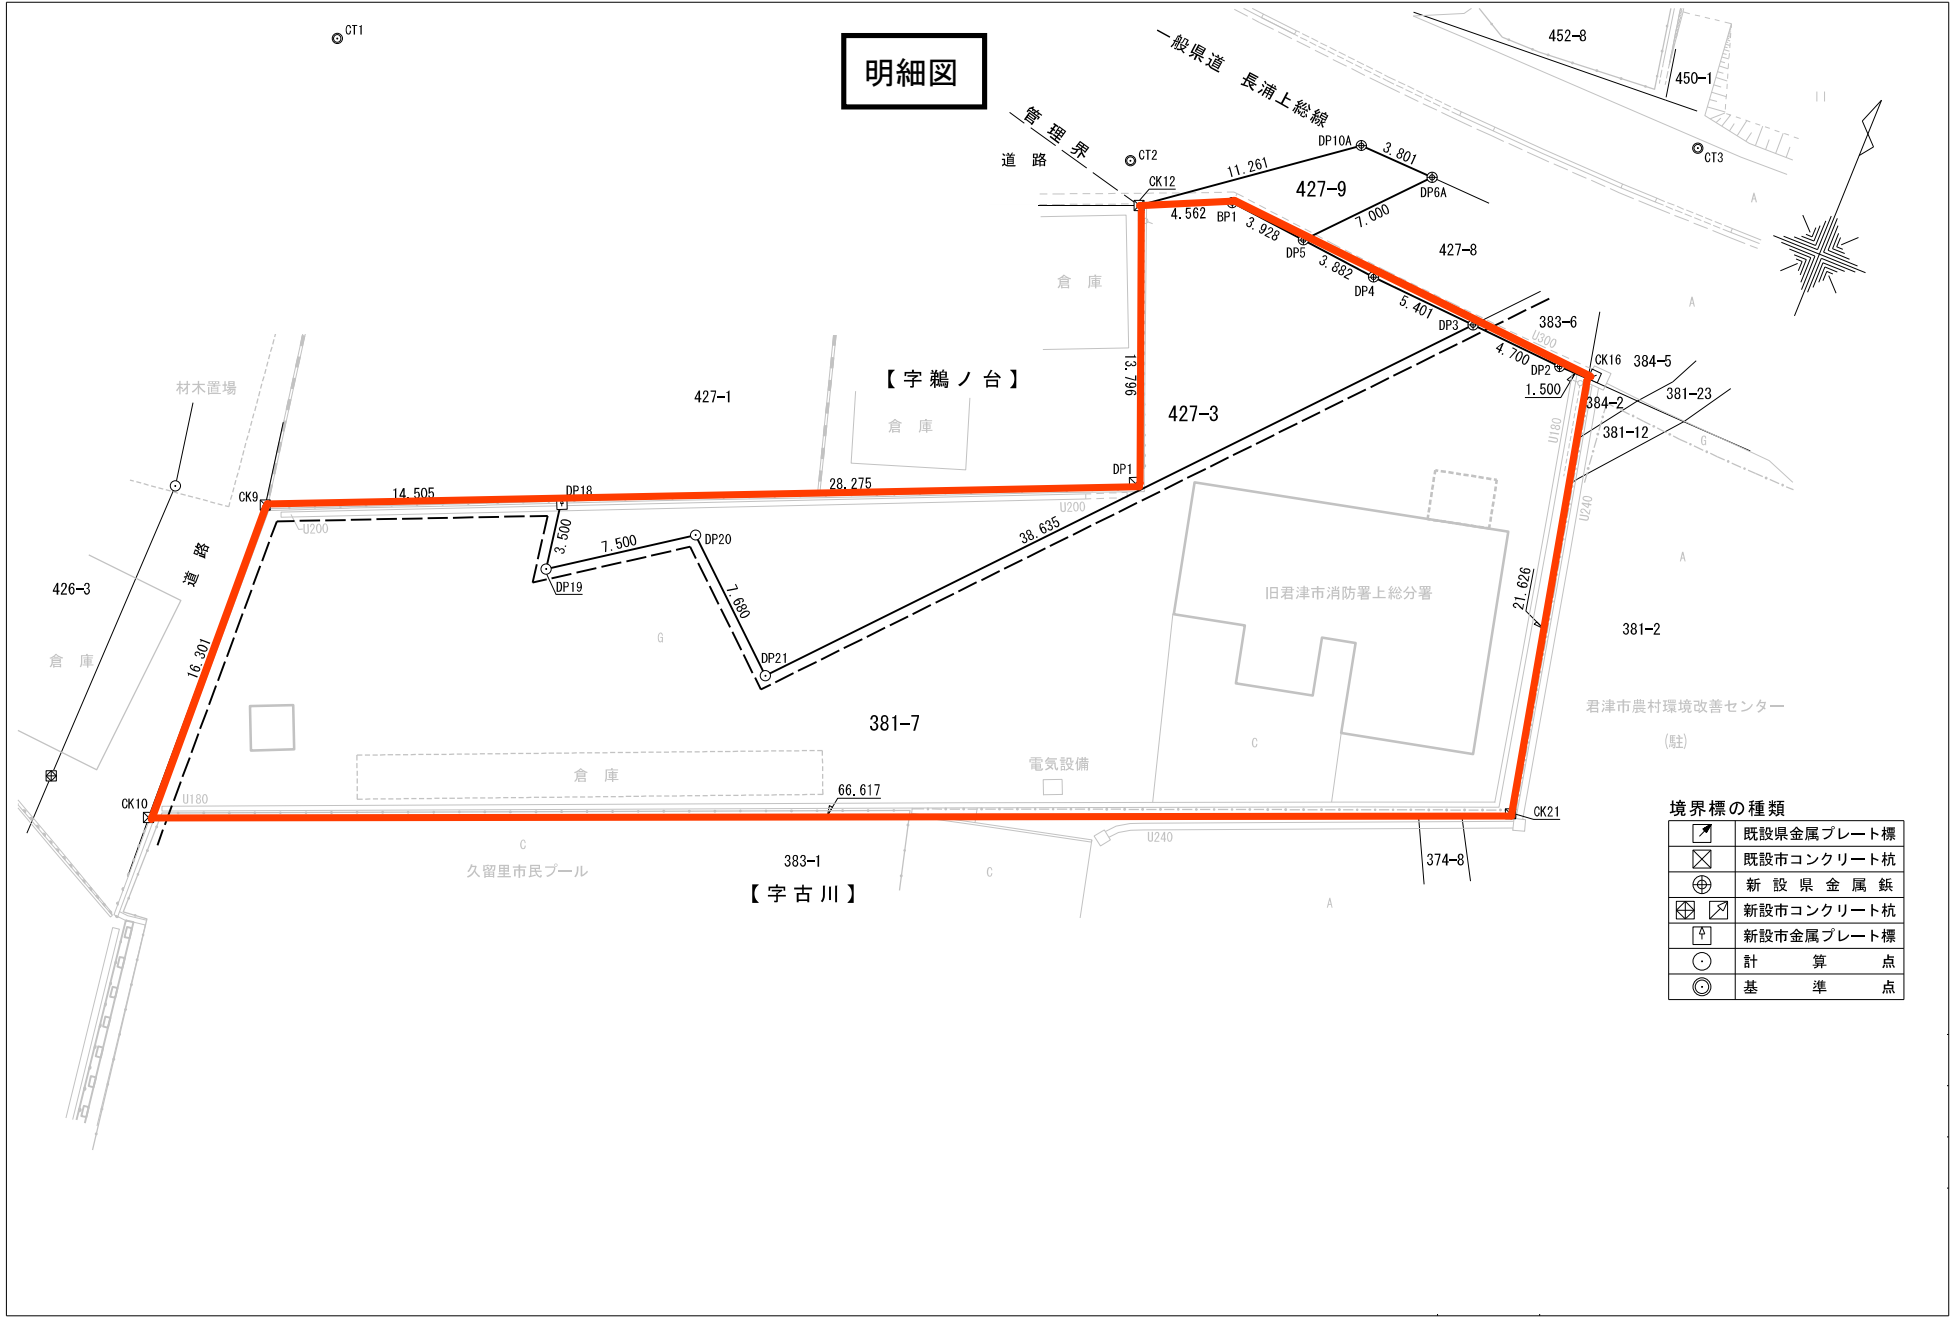 CT1
明細図
一般県道 長浦上総線
452-8
450-1
管理界
道路
CT2
CT3
DP10A
3.801
11.261
427-9
DP6A
CK12
4.562
BP1
7.000
3.928
DP5
427-8
3.882
DP4
A
倉庫
5.401
DP3
383-6
A
U300
4.700
CK16
384-5
DP2
1.500
384-2
381-23
381-12
13.796
【字鵜ノ台】
材木置場
427-1
427-3
倉庫
U180
G
DP1
CK9
14.505
DP18
28.275
U200
U200
U240
3.500
7.500
DP20
38.635
道路
DP19
A
426-3
7.680
旧君津市消防署上総分署
21.626
G
381-2
倉庫
16.301
DP21
君津市農村環境改善センター
(駐)
381-7
C
電気設備
倉庫
66.617
CK10
U180
CK21
U240
C
久留里市民プール
383-1
C
374-8
【字古川】
A
境界標の種類
既設県金属プレート標
既設市コンクリート杭
新設県金属鋲
新設市コンクリート杭
新設市金属プレート標
計算点
基準点